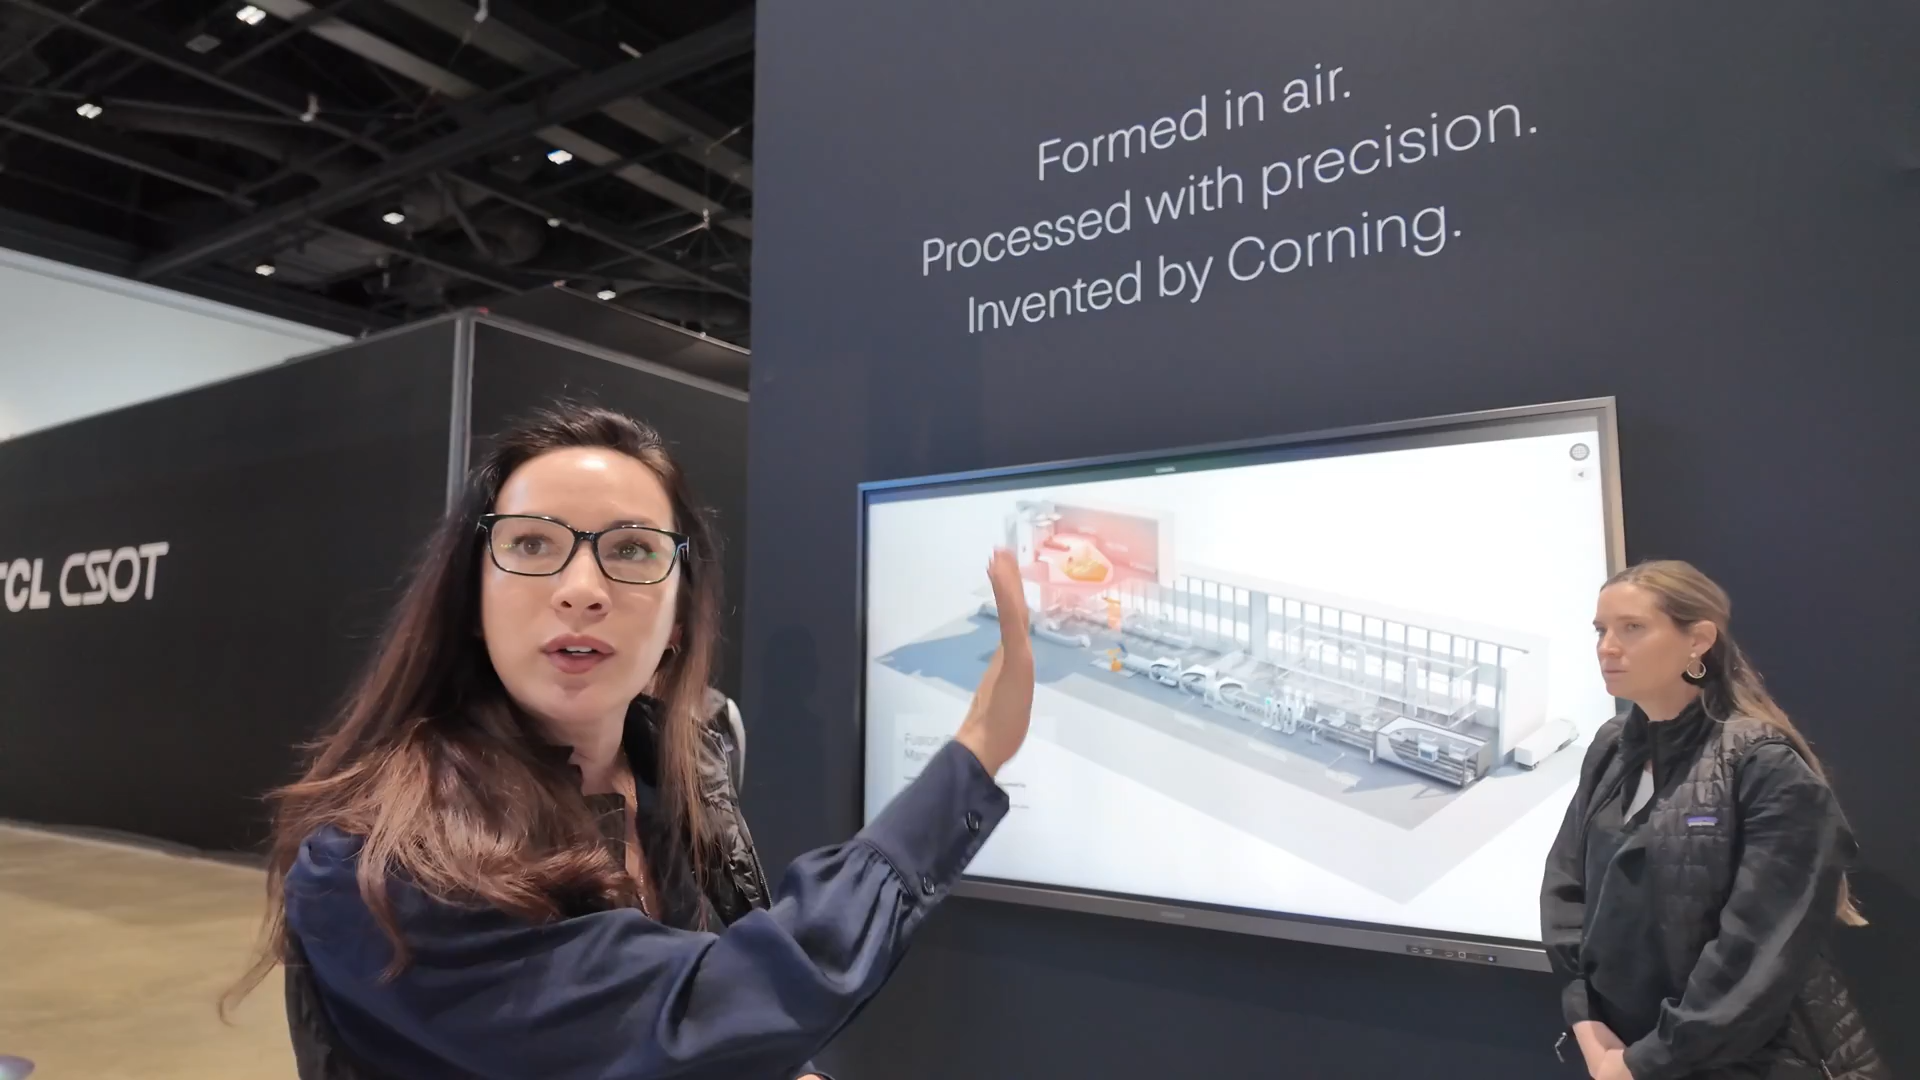 Formed in air.
Processed with precision.
Invented by Corning.
TCL CSOT